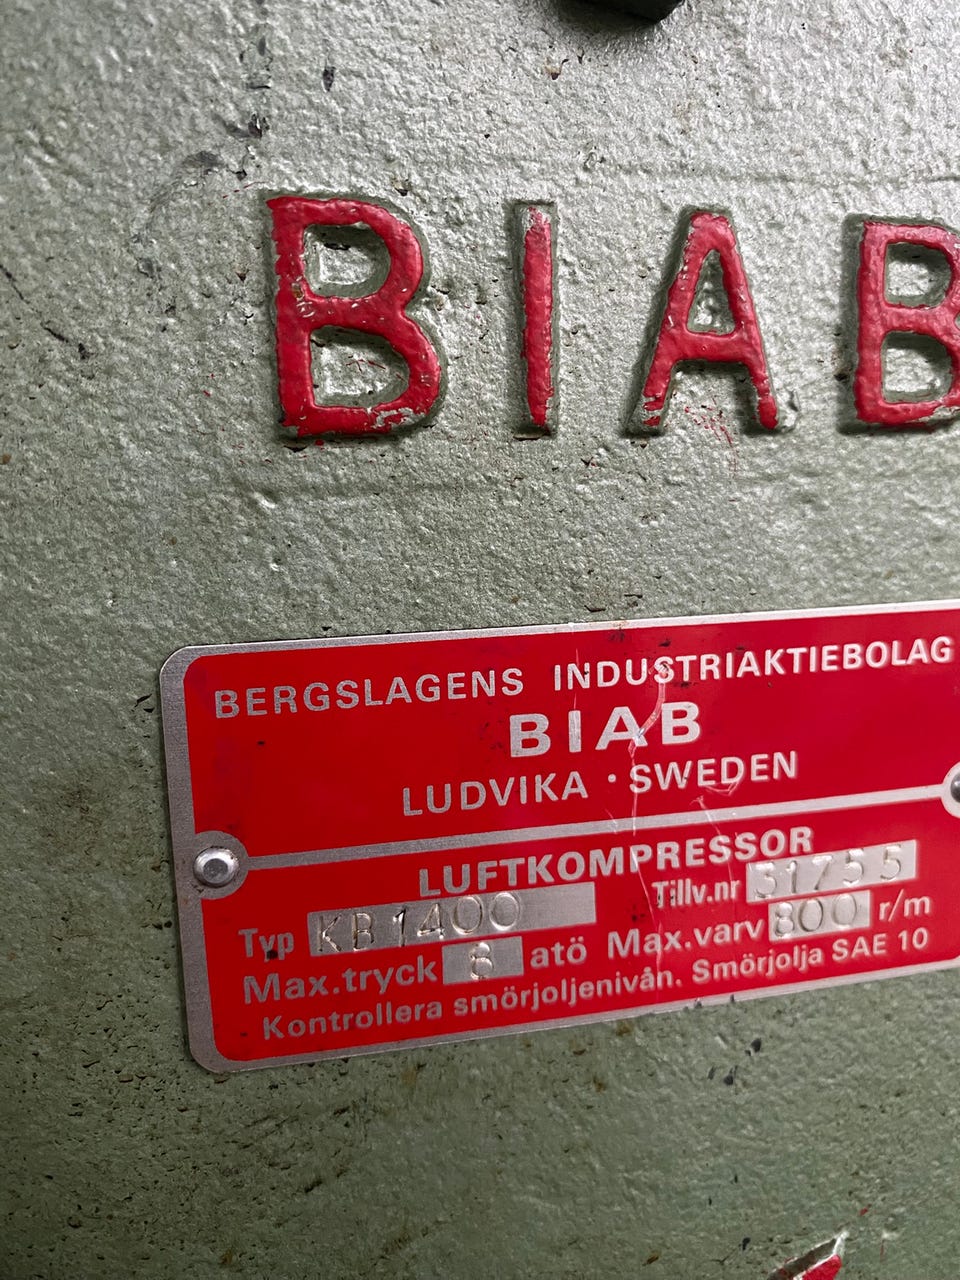 BIAB
BERGSLAGENS INDUSTRIAKTIEBOLAG
BIAB
LUDVIKA · SWEDEN
LUFTKOMPRESSOR
Typ KB 1400 Tillv.nr 31755
Max.tryck 8 atö Max.varv 800 r/m
Kontrollera smörjoljenivån. Smörjolja SAE 10